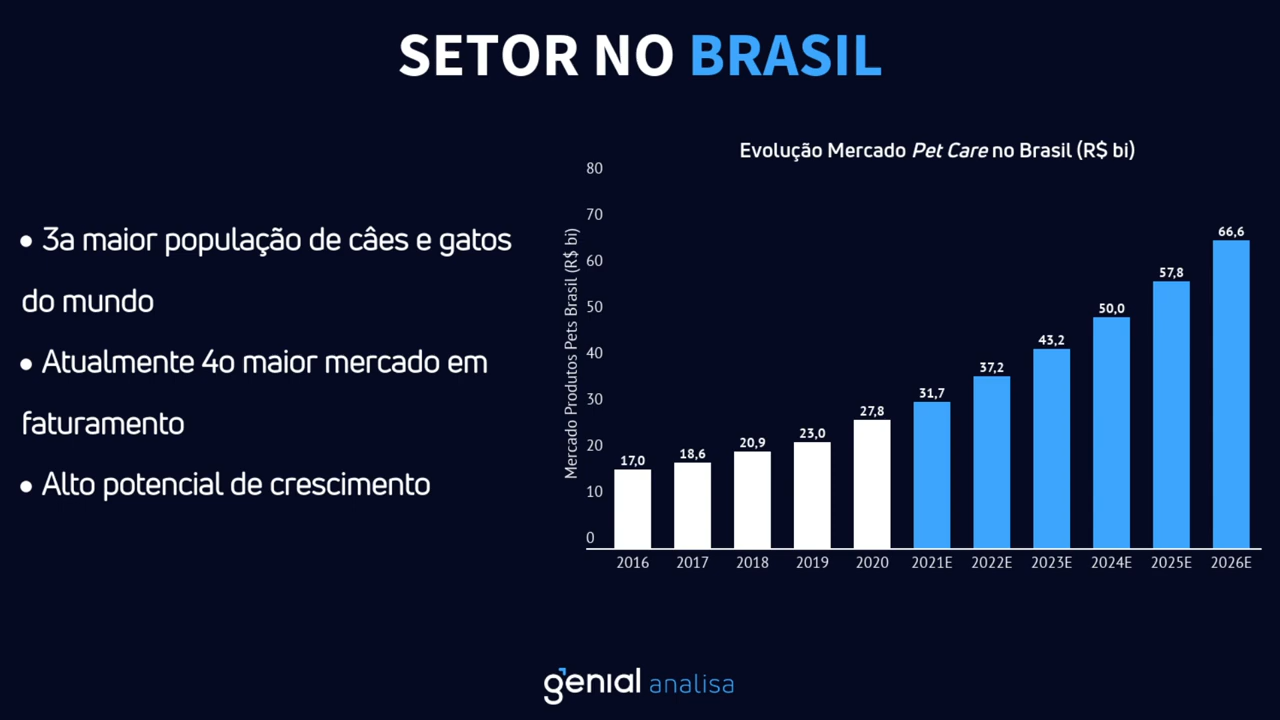 SETOR NO BRASIL
• 3a maior população de câes e gatos
do mundo
• Atualmente 4o maior mercado em
faturamento
• Alto potencial de crescimento
Evolução Mercado Pet Care no Brasil (R$ bi)
Mercado Produtos Pets Brasil (R$ bi)
80
70
60
50
40
30
20
10
0
17,0
18,6
20,9
23,0
27,8
31,7
37,2
43,2
50,0
57,8
66,6
2016
2017
2018
2019
2020
2021E
2022E
2023E
2024E
2025E
2026E
genial analisa